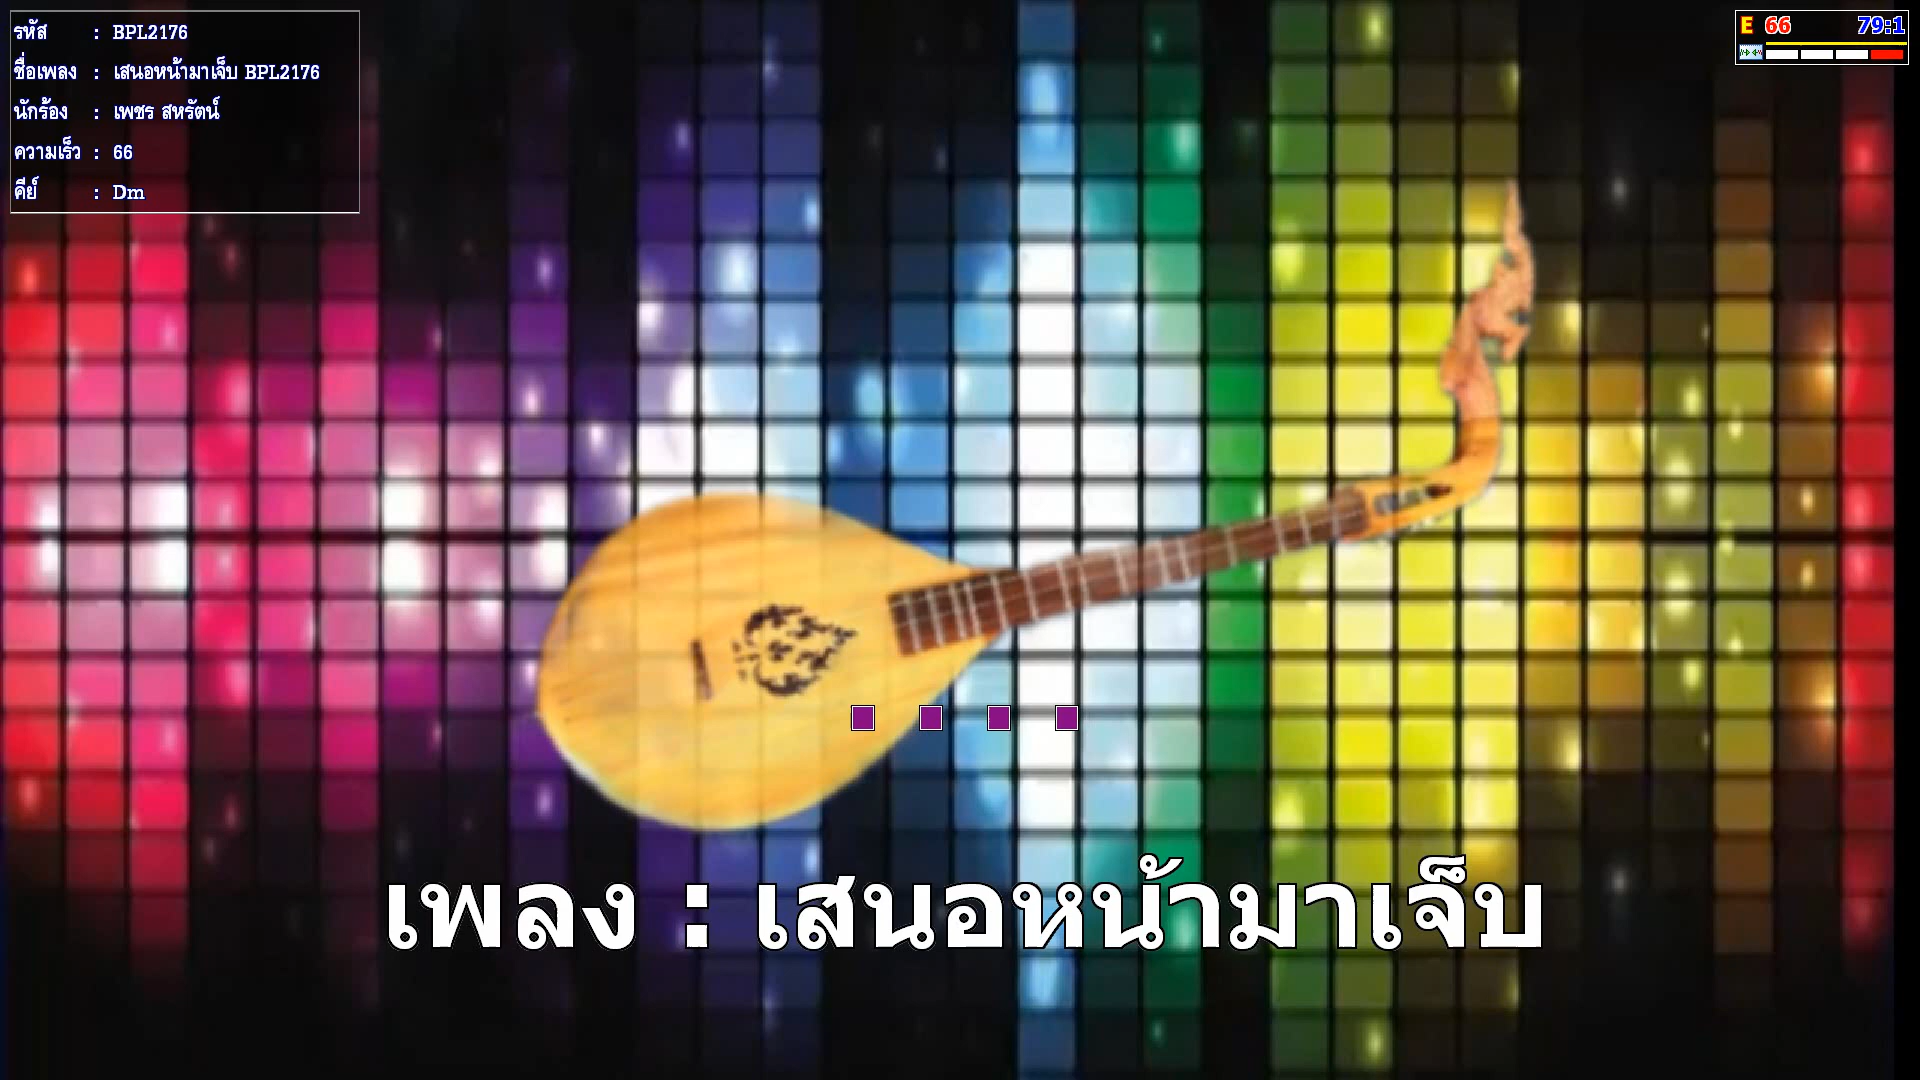 รหัส : BPL2176
ชื่อเพลง : เสนอหน้ามาเจ็บ BPL2176
นักร้อง : เพชร สหรัตน์
ความเร็ว : 66
คีย์ : Dm
E 66 79:1
เพลง : เสนอหน้ามาเจ็บ